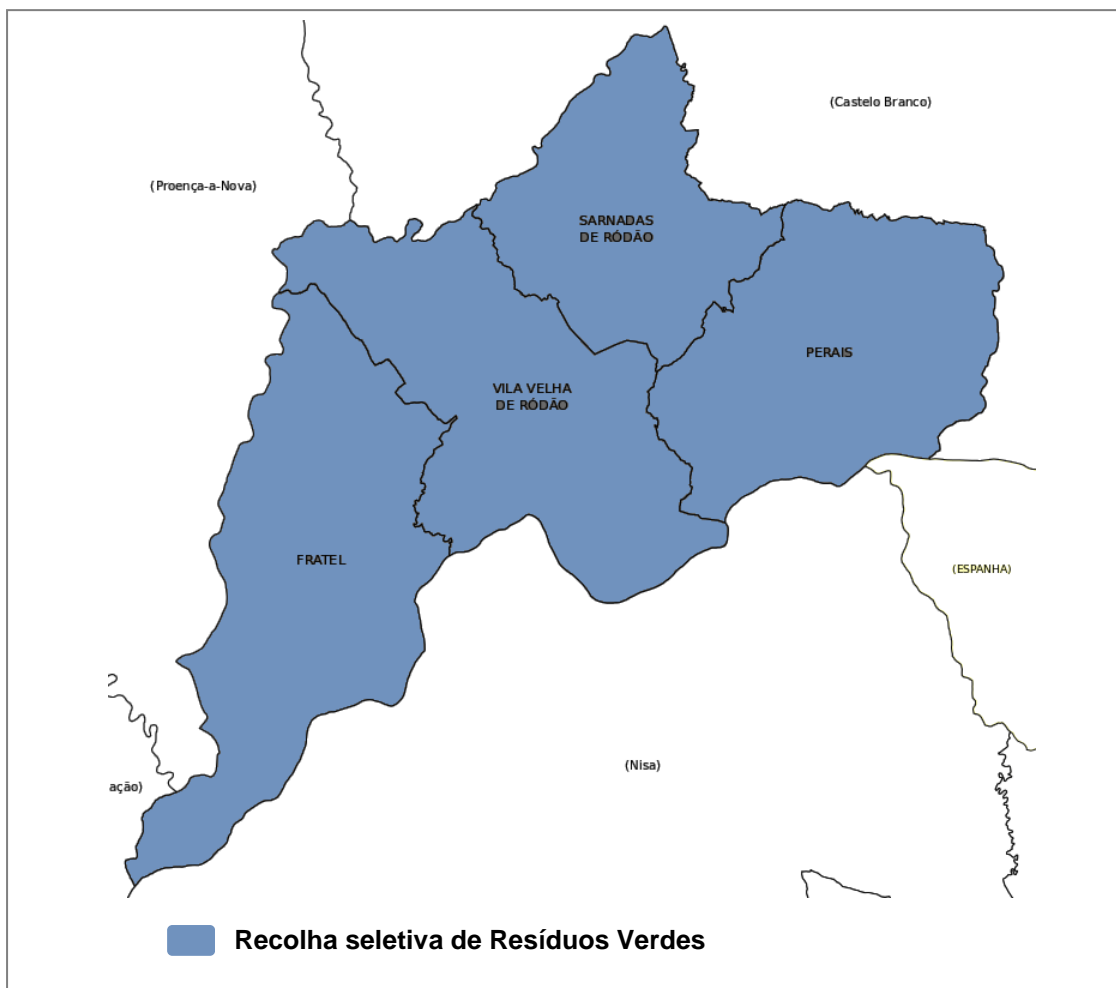 (Castelo Branco)
(Proença-a-Nova)
SARNADAS
DE RÓDÃO
PERAIS
VILA VELHA
DE RÓDÃO
FRATEL
(ESPANHA)
(Nisa)
ação)
Recolha seletiva de Resíduos Verdes